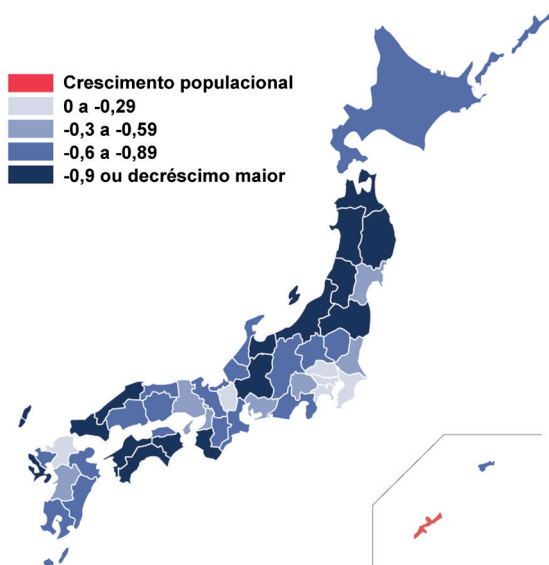 Crescimento populacional
0 a -0,29
-0,3 a -0,59
-0,6 a -0,89
-0,9 ou decréscimo maior